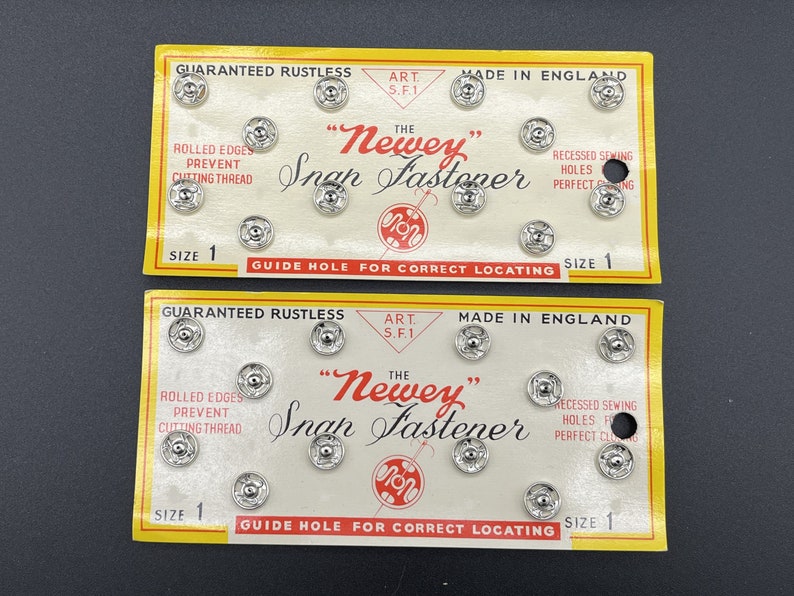 GUARANTEED RUSTLESS
ART.
S.F.1
MADE IN ENGLAND
THE
"Newey"
Snap Fastener
ROLLED EDGES
PREVENT
CUTTING THREAD
RECESSED SEWING
HOLES
PERFECT CLOSING
SIZE 1
SIZE 1
GUIDE HOLE FOR CORRECT LOCATING
GUARANTEED RUSTLESS
ART.
S.F.1
MADE IN ENGLAND
THE
"Newey"
Snap Fastener
ROLLED EDGES
PREVENT
CUTTING THREAD
RECESSED SEWING
HOLES
PERFECT CLOSING
SIZE 1
SIZE 1
GUIDE HOLE FOR CORRECT LOCATING